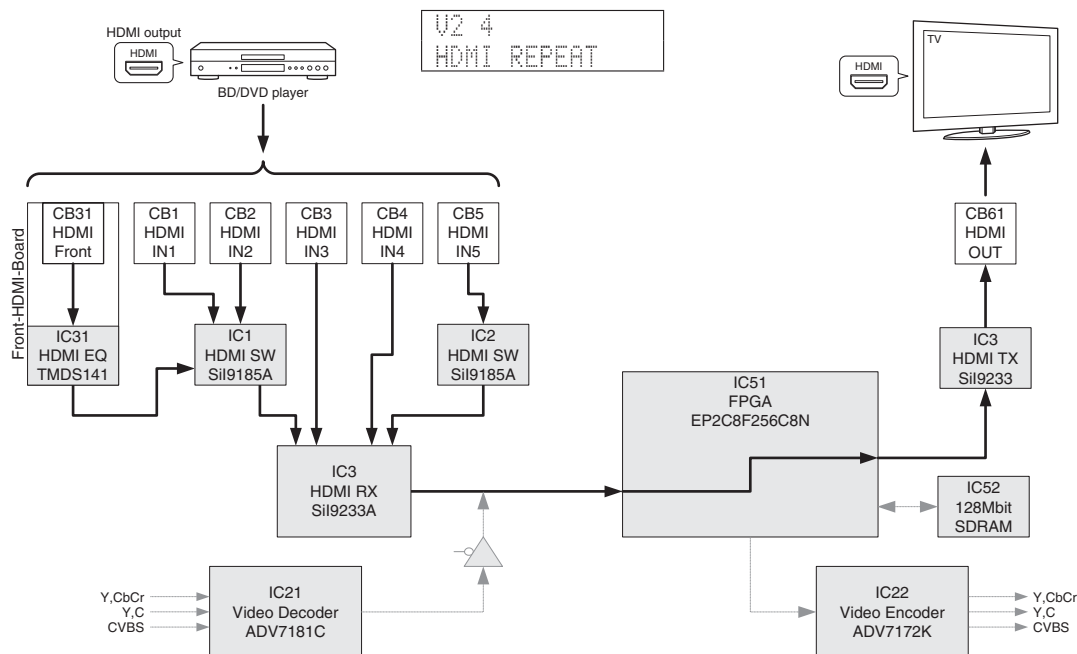 HDMI output
HDMI
BD/DVD player
V2 4
HDMI REPEAT
TV
HDMI
Front-HDMI-Board
CB31
HDMI
Front
CB1
HDMI
IN1
CB2
HDMI
IN2
CB3
HDMI
IN3
CB4
HDMI
IN4
CB5
HDMI
IN5
CB61
HDMI
OUT
IC31
HDMI EQ
TMDS141
IC1
HDMI SW
SiI9185A
IC2
HDMI SW
SiI9185A
IC3
HDMI TX
SiI9233
IC51
FPGA
EP2C8F256C8N
IC3
HDMI RX
SiI9233A
IC52
128Mbit
SDRAM
Y,CbCr
Y,C
CVBS
IC21
Video Decoder
ADV7181C
IC22
Video Encoder
ADV7172K
Y,CbCr
Y,C
CVBS